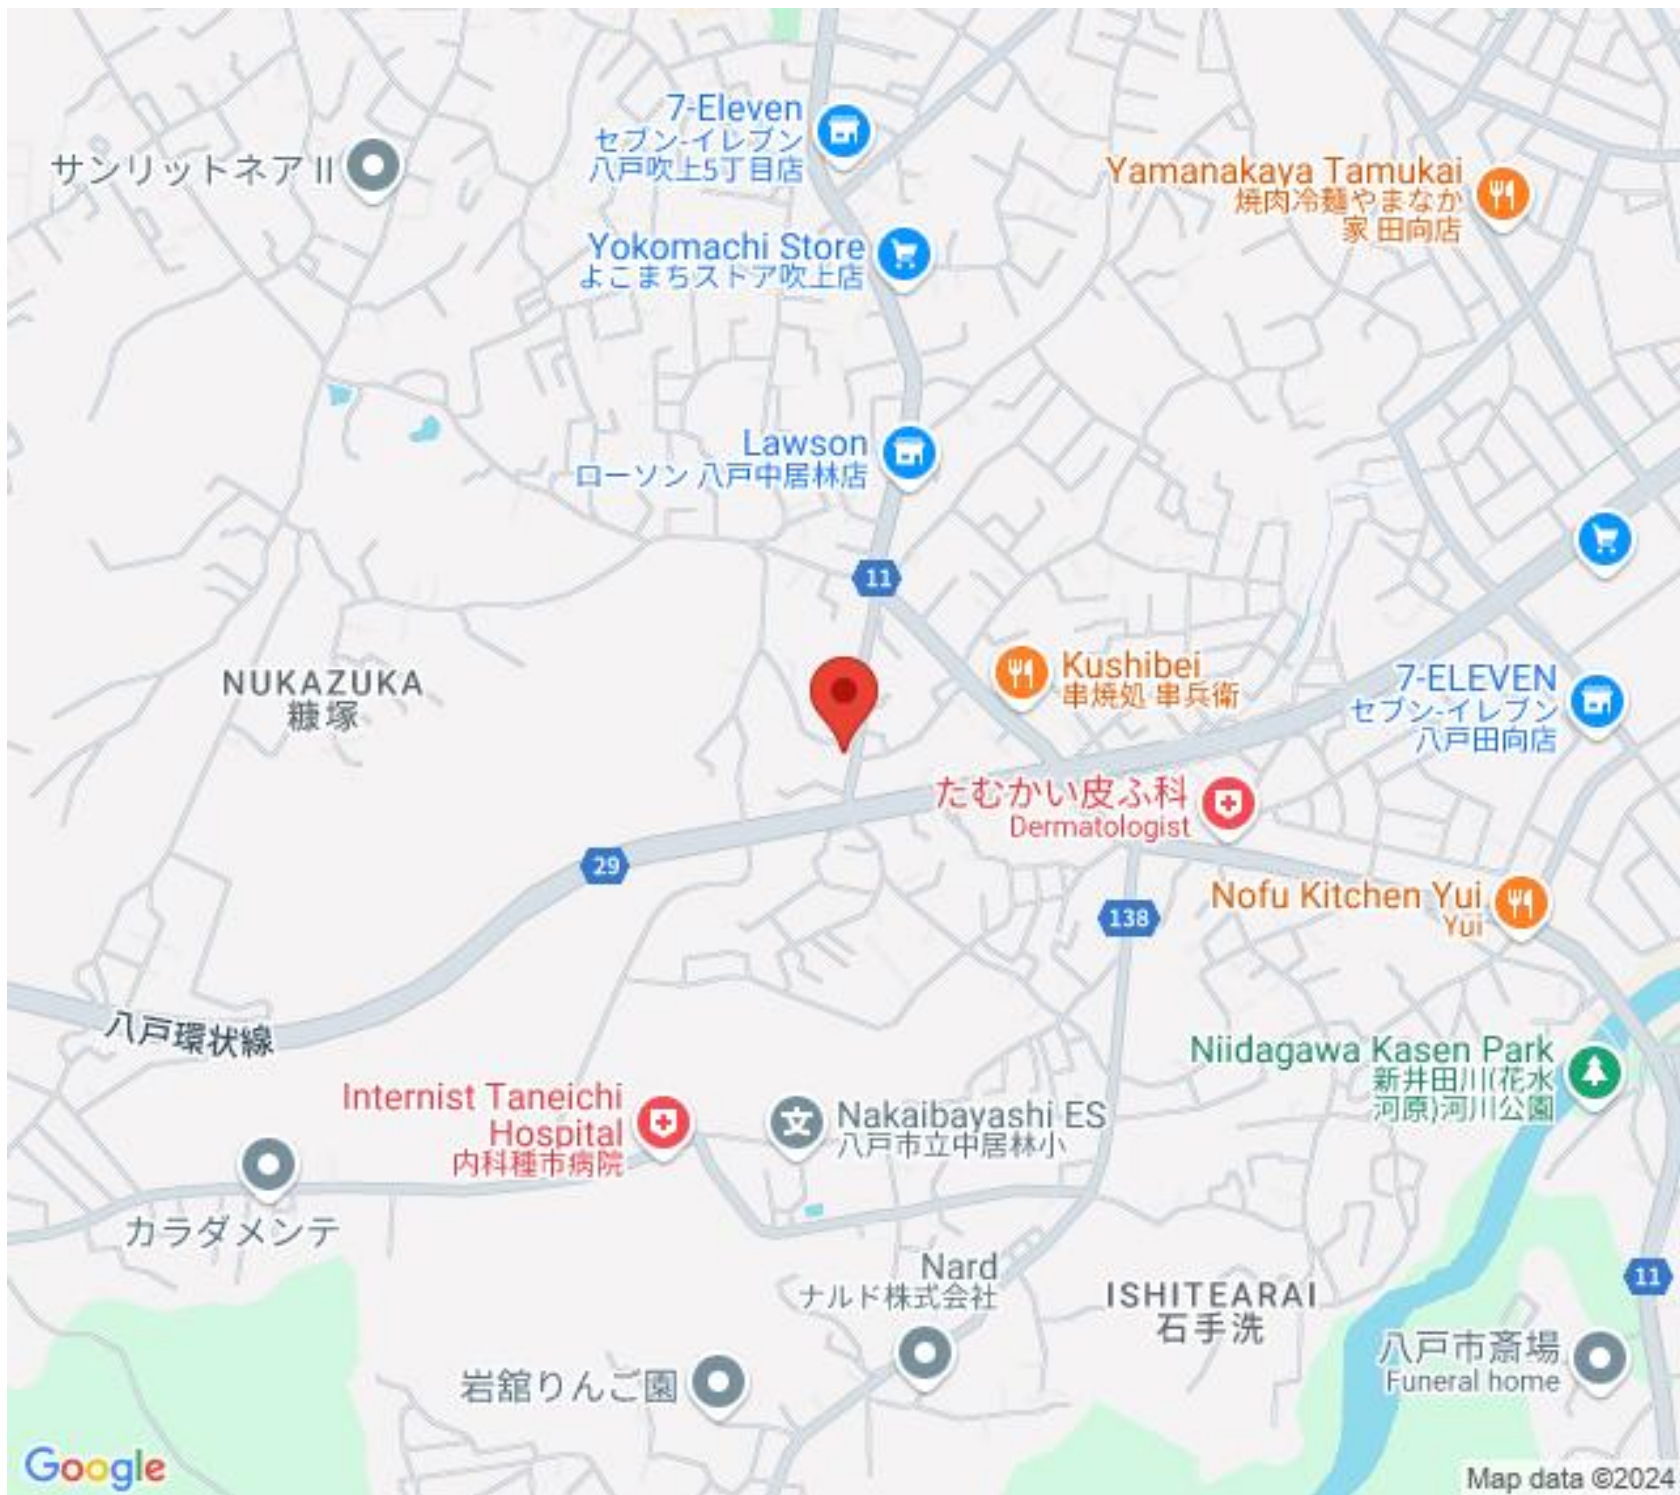 7-Eleven
セブン-イレブン
八戸吹上5丁目店
サンリットネアⅡ
Yamanakaya Tamukai
焼肉冷麺やまなか
家 田向店
Yokomachi Store
よこまちストア吹上店
Lawson
ローソン 八戸中居林店
11
Kushibei
串焼処 串兵衛
NUKAZUKA
糠塚
7-ELEVEN
セブン-イレブン
八戸田向店
たむかい皮ふ科
Dermatologist
29
Nofu Kitchen Yui
Yui
138
八戸環状線
Niidagawa Kasen Park
新井田川(花水
河原)河川公園
Internist Taneichi
Hospital
内科種市病院
文
Nakaibayashi ES
八戸市立中居林小
カラダメンテ
Nard
ナルド株式会社
11
ISHITEARAI
石手洗
八戸市斎場
Funeral home
岩舘りんご園
Google
Map data ©2024